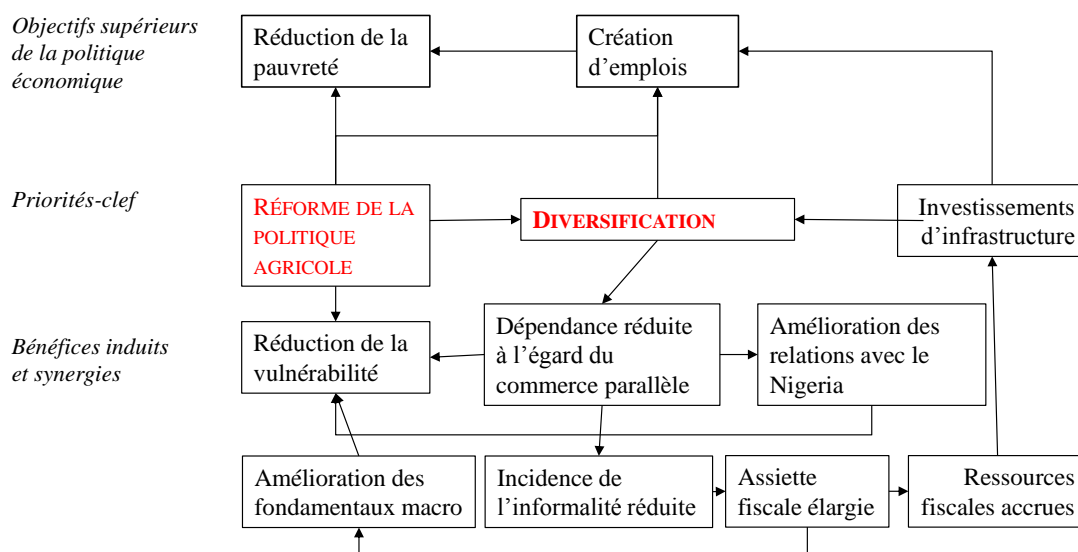 Objectifs supérieurs
de la politique
économique
Réduction de la
pauvreté
Création
d’emplois
Priorités-clef
RÉFORME DE LA
POLITIQUE
AGRICOLE
DIVERSIFICATION
Investissements
d’infrastructure
Bénéfices induits
et synergies
Réduction de la
vulnérabilité
Dépendance réduite
à l’égard du
commerce parallèle
Amélioration des
relations avec le
Nigeria
Amélioration des
fondamentaux macro
Incidence de
l’informalité réduite
Assiette
fiscale élargie
Ressources
fiscales accrues